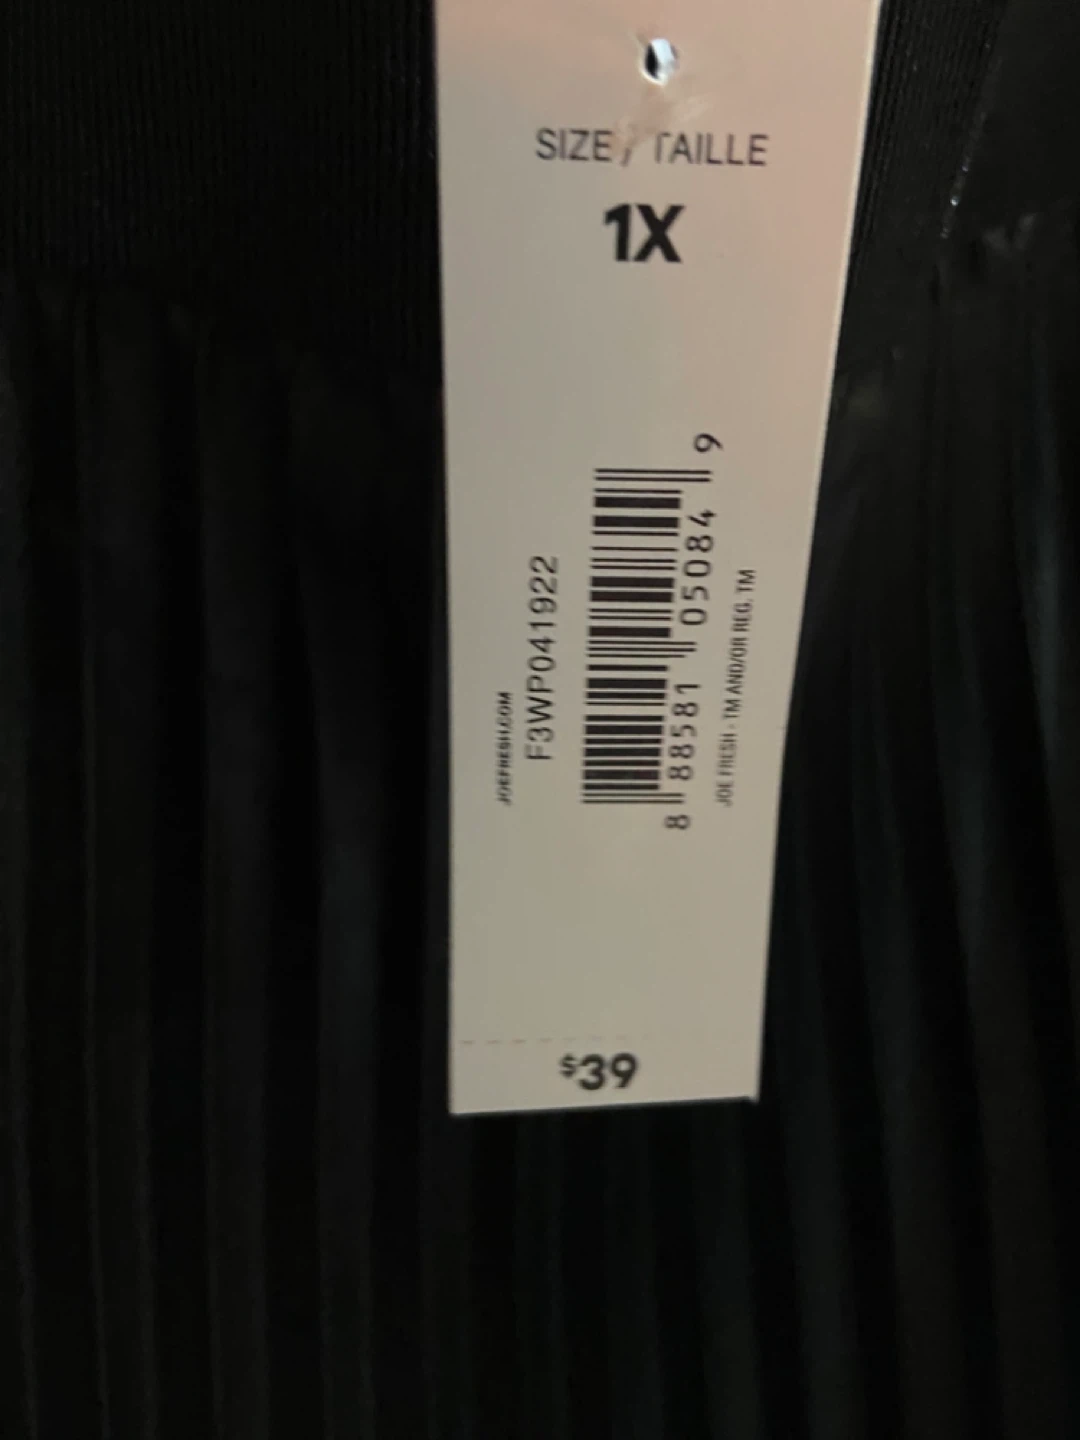 SIZE / TAILLE
1X
JOEFRESH.COM
F3WP041922
8 88581 05084 9
JOE FRESH - TM AND/OR REG. TM
$39